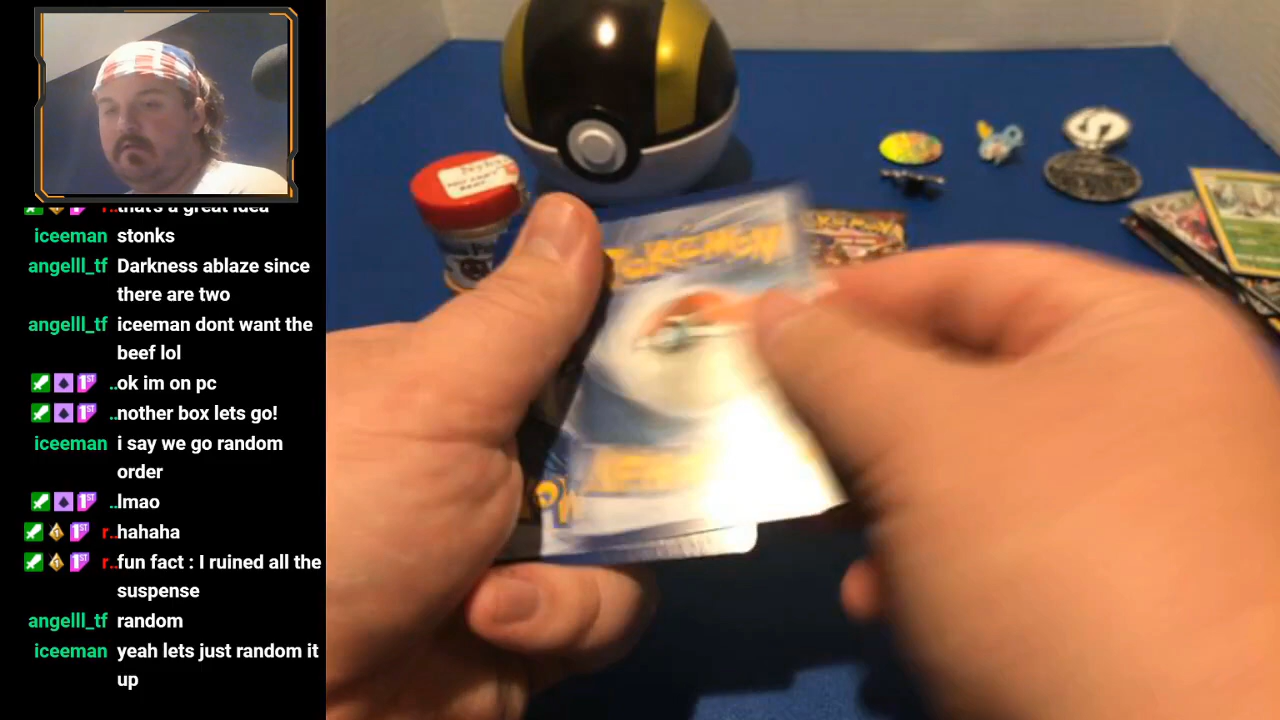 r..that's a great idea
iceeman stonks
angelll_tf Darkness ablaze since
there are two
angelll_tf iceeman dont want the
beef lol
..ok im on pc
..nother box lets go!
iceeman i say we go random
order
..lmao
r..hahaha
r..fun fact : I ruined all the
suspense
angelll_tf random
iceeman yeah lets just random it
up
POKEMON
POKEMON